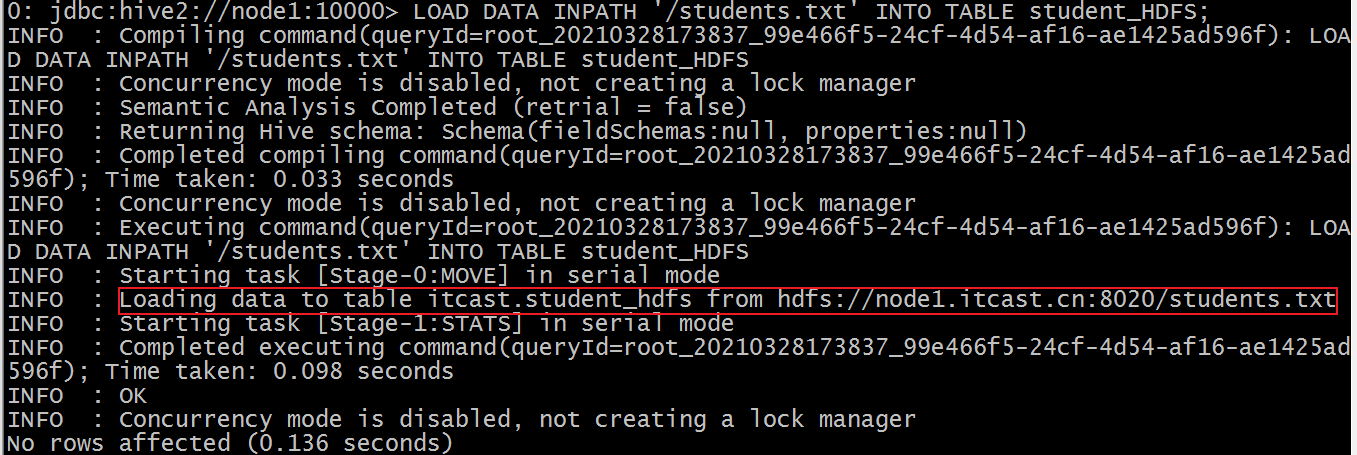 0: jdbc:hive2://node1:10000> LOAD DATA INPATH '/students.txt' INTO TABLE student_HDFS;
INFO  : Compiling command(queryId=root_20210328173837_99e466f5-24cf-4d54-af16-ae1425ad596f): LOA
D DATA INPATH '/students.txt' INTO TABLE student_HDFS
INFO  : Concurrency mode is disabled, not creating a lock manager
INFO  : Semantic Analysis Completed (retrial = false)
INFO  : Returning Hive schema: Schema(fieldSchemas:null, properties:null)
INFO  : Completed compiling command(queryId=root_20210328173837_99e466f5-24cf-4d54-af16-ae1425ad
596f); Time taken: 0.033 seconds
INFO  : Concurrency mode is disabled, not creating a lock manager
INFO  : Executing command(queryId=root_20210328173837_99e466f5-24cf-4d54-af16-ae1425ad596f): LOA
D DATA INPATH '/students.txt' INTO TABLE student_HDFS
INFO  : Starting task [Stage-0:MOVE] in serial mode
INFO  : Loading data to table itcast.student_hdfs from hdfs://node1.itcast.cn:8020/students.txt
INFO  : Starting task [Stage-1:STATS] in serial mode
INFO  : Completed executing command(queryId=root_20210328173837_99e466f5-24cf-4d54-af16-ae1425ad
596f); Time taken: 0.098 seconds
INFO  : OK
INFO  : Concurrency mode is disabled, not creating a lock manager
No rows affected (0.136 seconds)